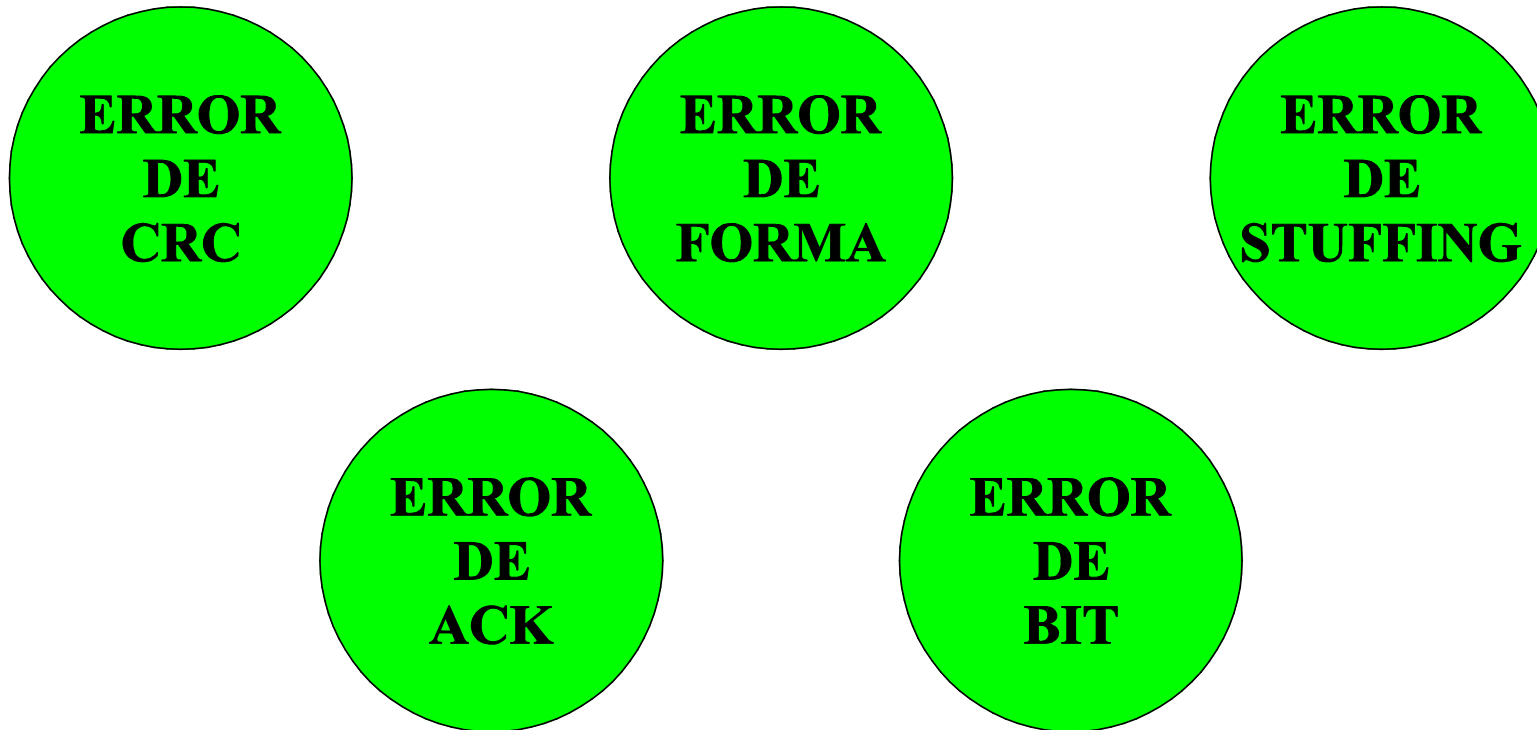 ERROR
DE
CRC
ERROR
DE
FORMA
ERROR
DE
STUFFING
ERROR
DE
ACK
ERROR
DE
BIT